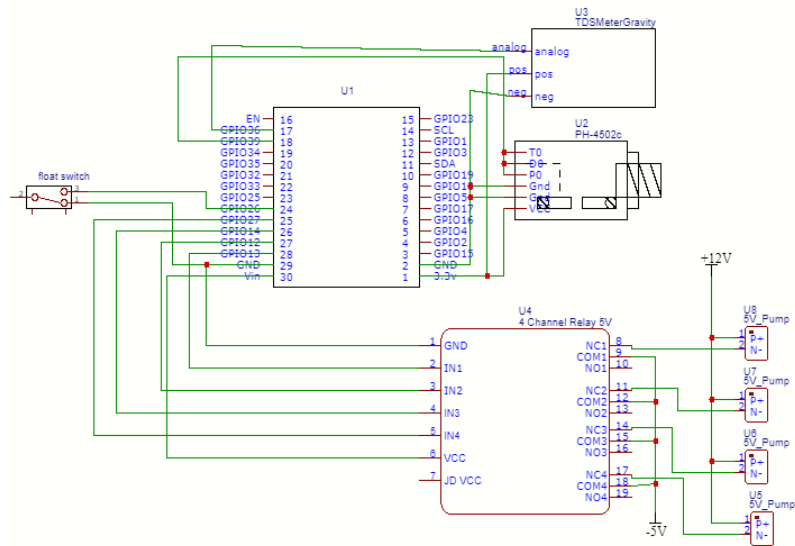 U3
TDSMeterGravity
analog
analog
pos
pos
neg
neg
U1
EN
16
15
GPIO23
GPIO36
17
14
SCL
GPIO39
18
13
GPIO1
GPIO34
19
12
GPIO3
GPIO35
20
11
SDA
GPIO32
21
10
GPIO19
GPIO33
22
9
GPIO25
23
8
GPIO5
GPIO26
24
7
GPIO17
GPIO27
25
6
GPIO16
GPIO14
26
5
GPIO4
GPIO12
27
4
GPIO2
GPIO13
28
3
GPIO15
GND
29
2
GND
Vin
30
1
3.3v
U2
PH-4502c
T0
D0
P0
Gnd
Gnd
VCC
float switch
2
3
1
U4
4 Channel Relay 5V
1
GND
2
IN1
3
IN2
4
IN3
5
IN4
6
VCC
7
JD VCC
NC1
8
COM1
9
NO1
10
NC2
11
COM2
12
NO2
13
NC3
14
COM3
15
NO3
16
NC4
17
COM4
18
NO4
19
+12V
-5V
U8
5V_Pump
1
P+
2
N-
U7
5V_Pump
1
P+
2
N-
U6
5V_Pump
1
P+
2
N-
U5
5V_Pump
1
P+
2
N-